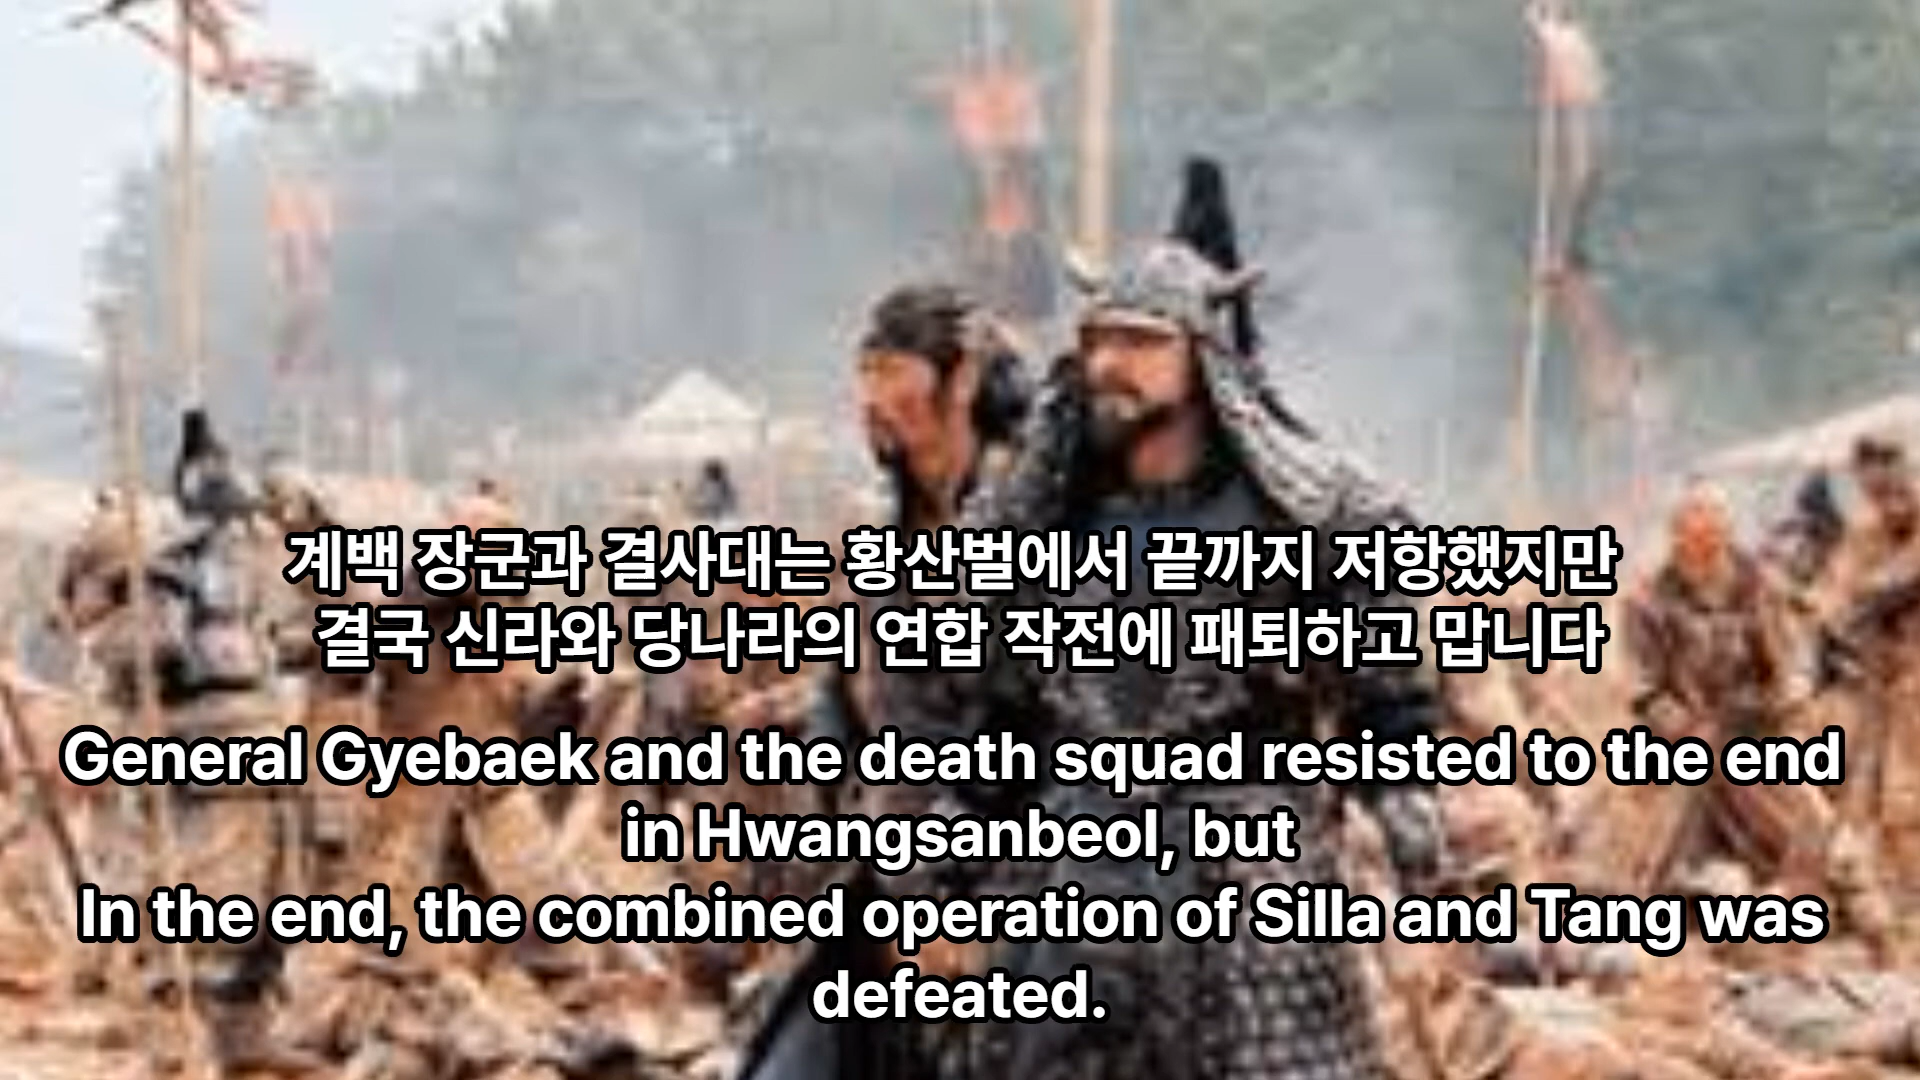 계백 장군과 결사대는 황산벌에서 끝까지 저항했지만
결국 신라와 당나라의 연합 작전에 패퇴하고 맙니다
General Gyebaek and the death squad resisted to the end
in Hwangsanbeol, but
In the end, the combined operation of Silla and Tang was
defeated.